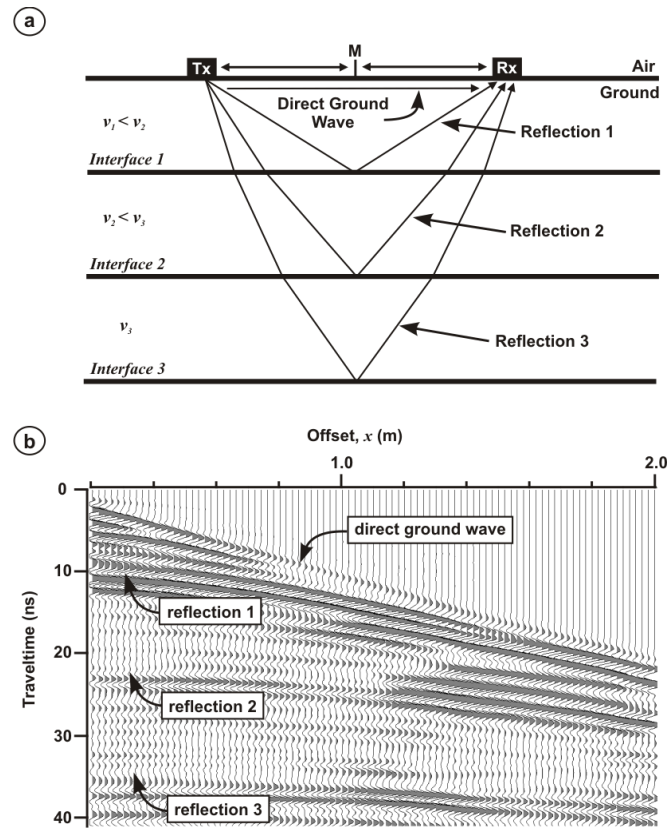 a
M
Tx
Rx
Air
Ground
Direct Ground
Wave
v₁ < v₂
Reflection 1
Interface 1
v₂ < v₃
Reflection 2
Interface 2
v₃
Reflection 3
Interface 3
b
Offset, x (m)
1.0
2.0
0
direct ground wave
10
reflection 1
20
reflection 2
30
reflection 3
40
Traveltime (ns)